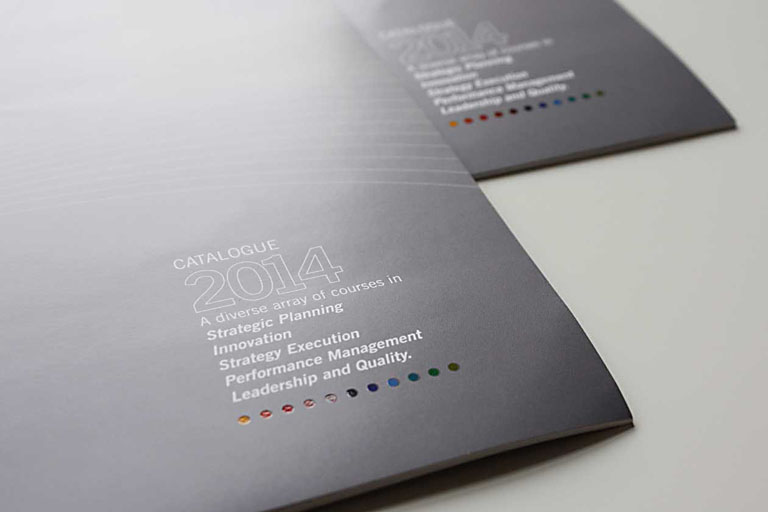 CATALOGUE
2014
A diverse array of courses in
Strategic Planning
Innovation
Strategy Execution
Performance Management
Leadership and Quality.
CATALOGUE
2014
A diverse array of courses in
Strategic Planning
Innovation
Strategy Execution
Performance Management
Leadership and Quality.